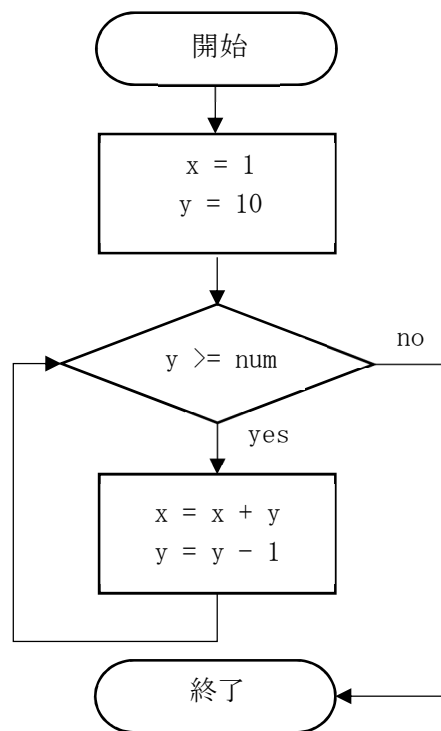 開始
x = 1
y = 10
y >= num
no
yes
x = x + y
y = y - 1
終了